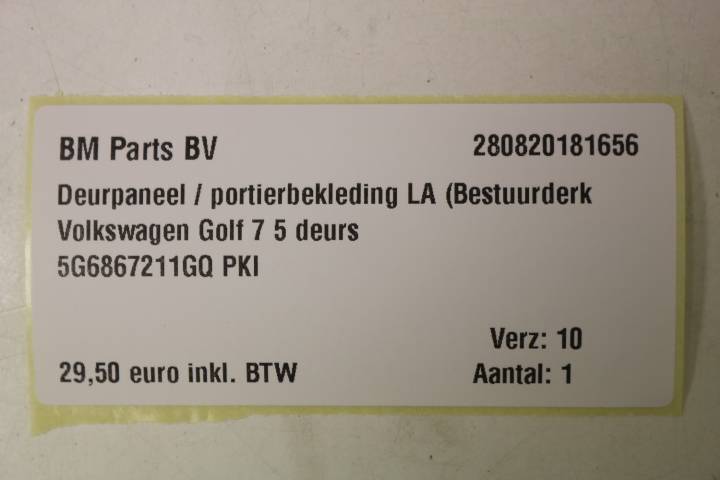 BM Parts BV 280820181656
Deurpaneel / portierbekleding LA (Bestuurderk
Volkswagen Golf 7 5 deurs
5G6867211GQ PKI
Verz: 10
29,50 euro inkl. BTW Aantal: 1